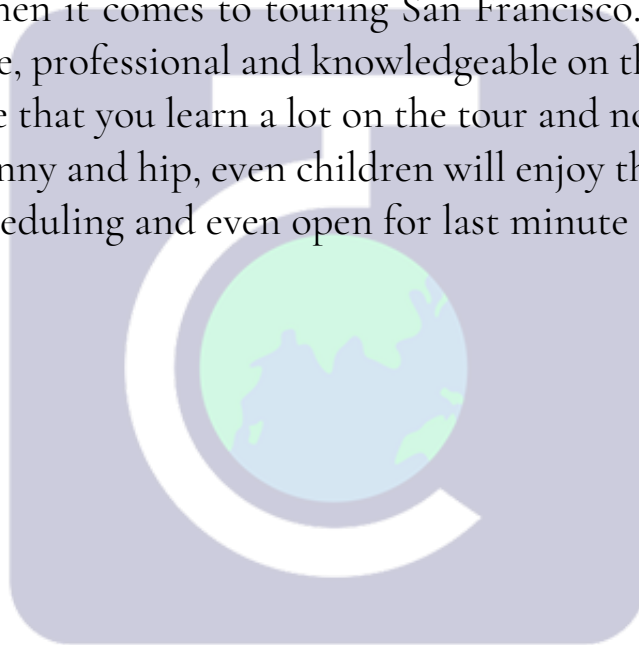 hen it comes to touring San Francisco.
e, professional and knowledgeable on th
e that you learn a lot on the tour and no
nny and hip, even children will enjoy th
eduling and even open for last minute